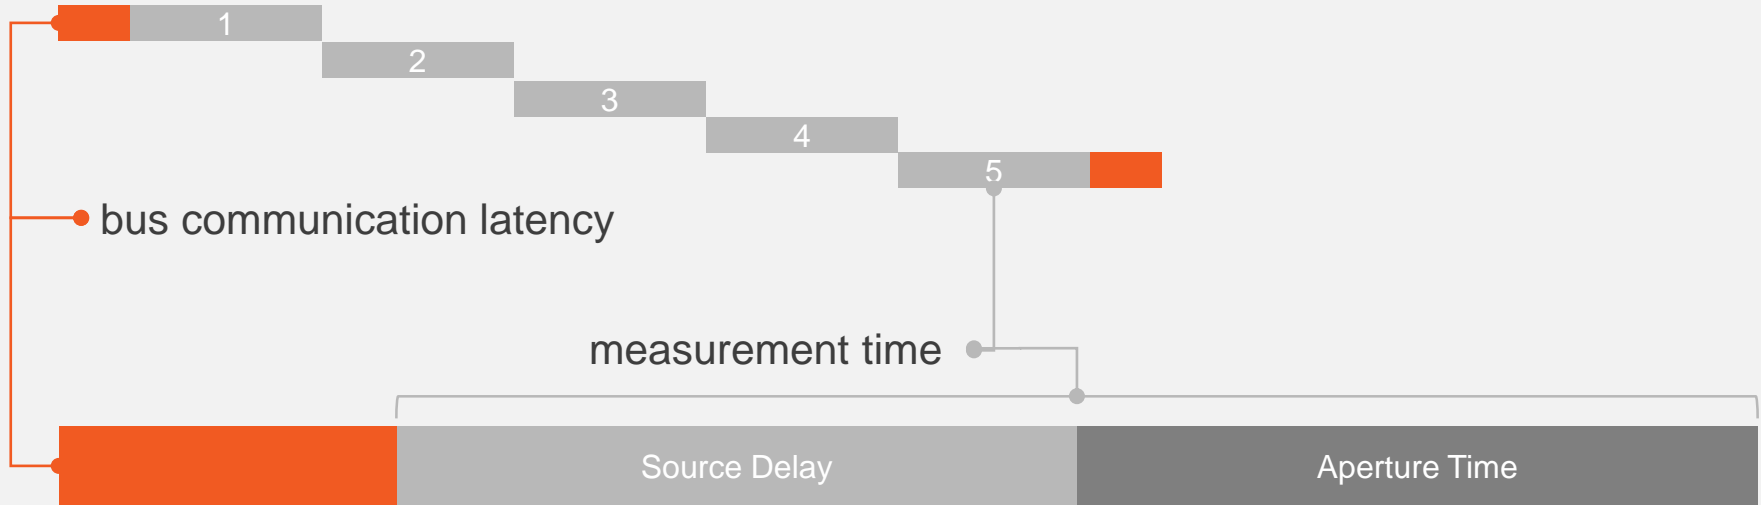 1
2
3
4
5
bus communication latency
measurement time
Source Delay
Aperture Time